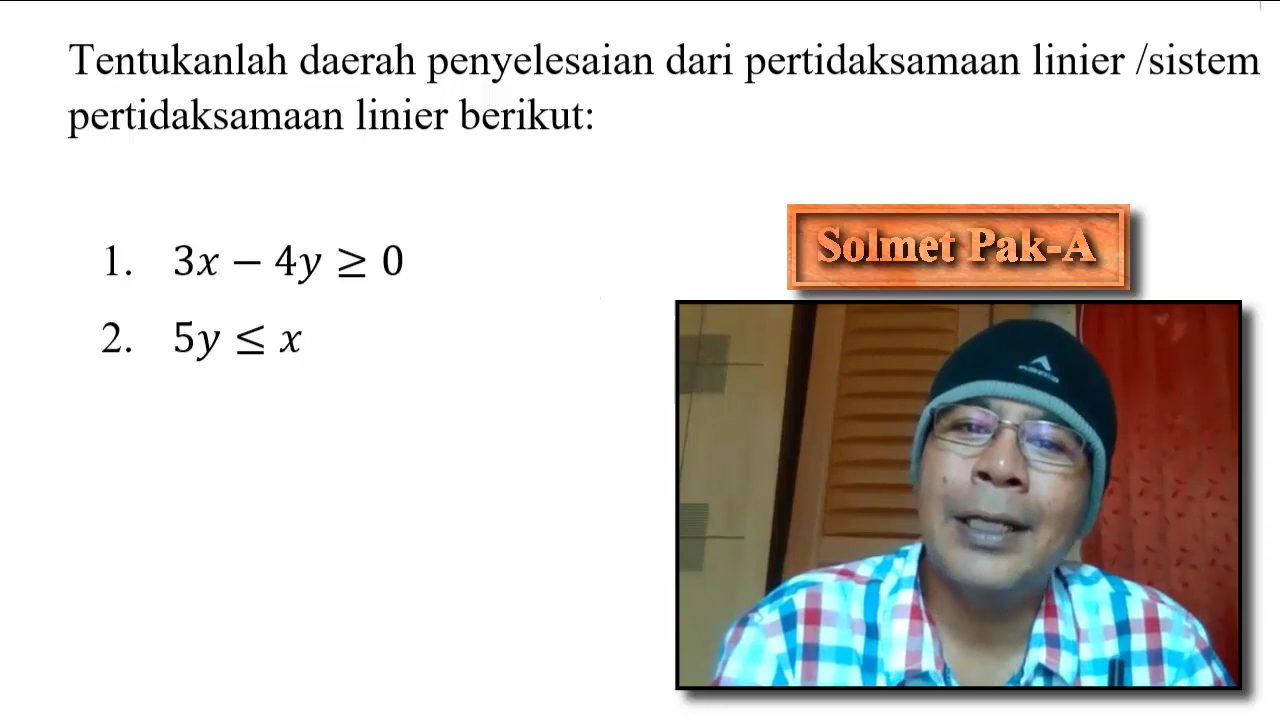 Tentukanlah daerah penyelesaian dari pertidaksamaan linier /sistem
pertidaksamaan linier berikut:
Solmet Pak-A
1. 3x − 4y ≥ 0
2. 5y ≤ x